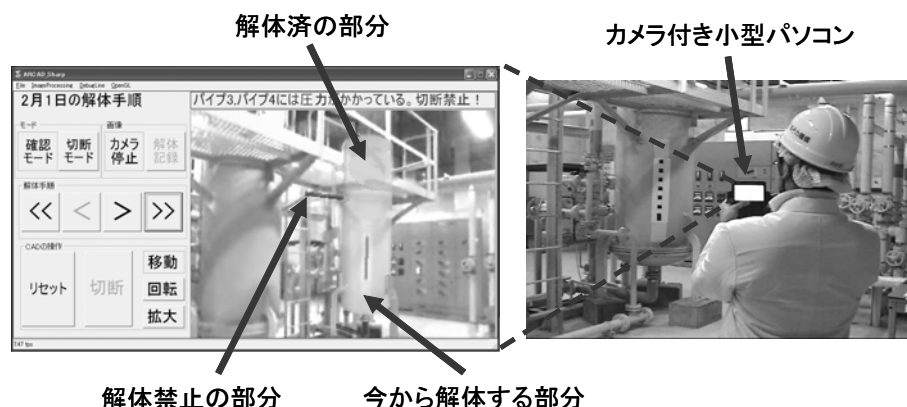 解体済の部分
カメラ付き小型パソコン
ARCAD_Sharp
File ImageProcessing DebugLine OpenGL
2月1日の解体手順
パイプ3,パイプ4には圧力がかかっている。切断禁止！
モード
画像
確認モード
切断モード
カメラ停止
解体記録
解体手順
<< < > >>
CADの操作
リセット
切断
移動
回転
拡大
7.47 fps
解体禁止の部分
今から解体する部分